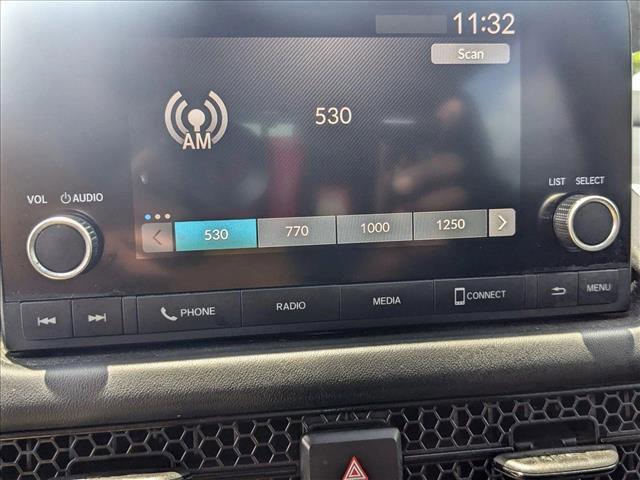 11:32
Scan
AM
530
VOL AUDIO
LIST SELECT
530 770 1000 1250
PHONE RADIO MEDIA CONNECT MENU